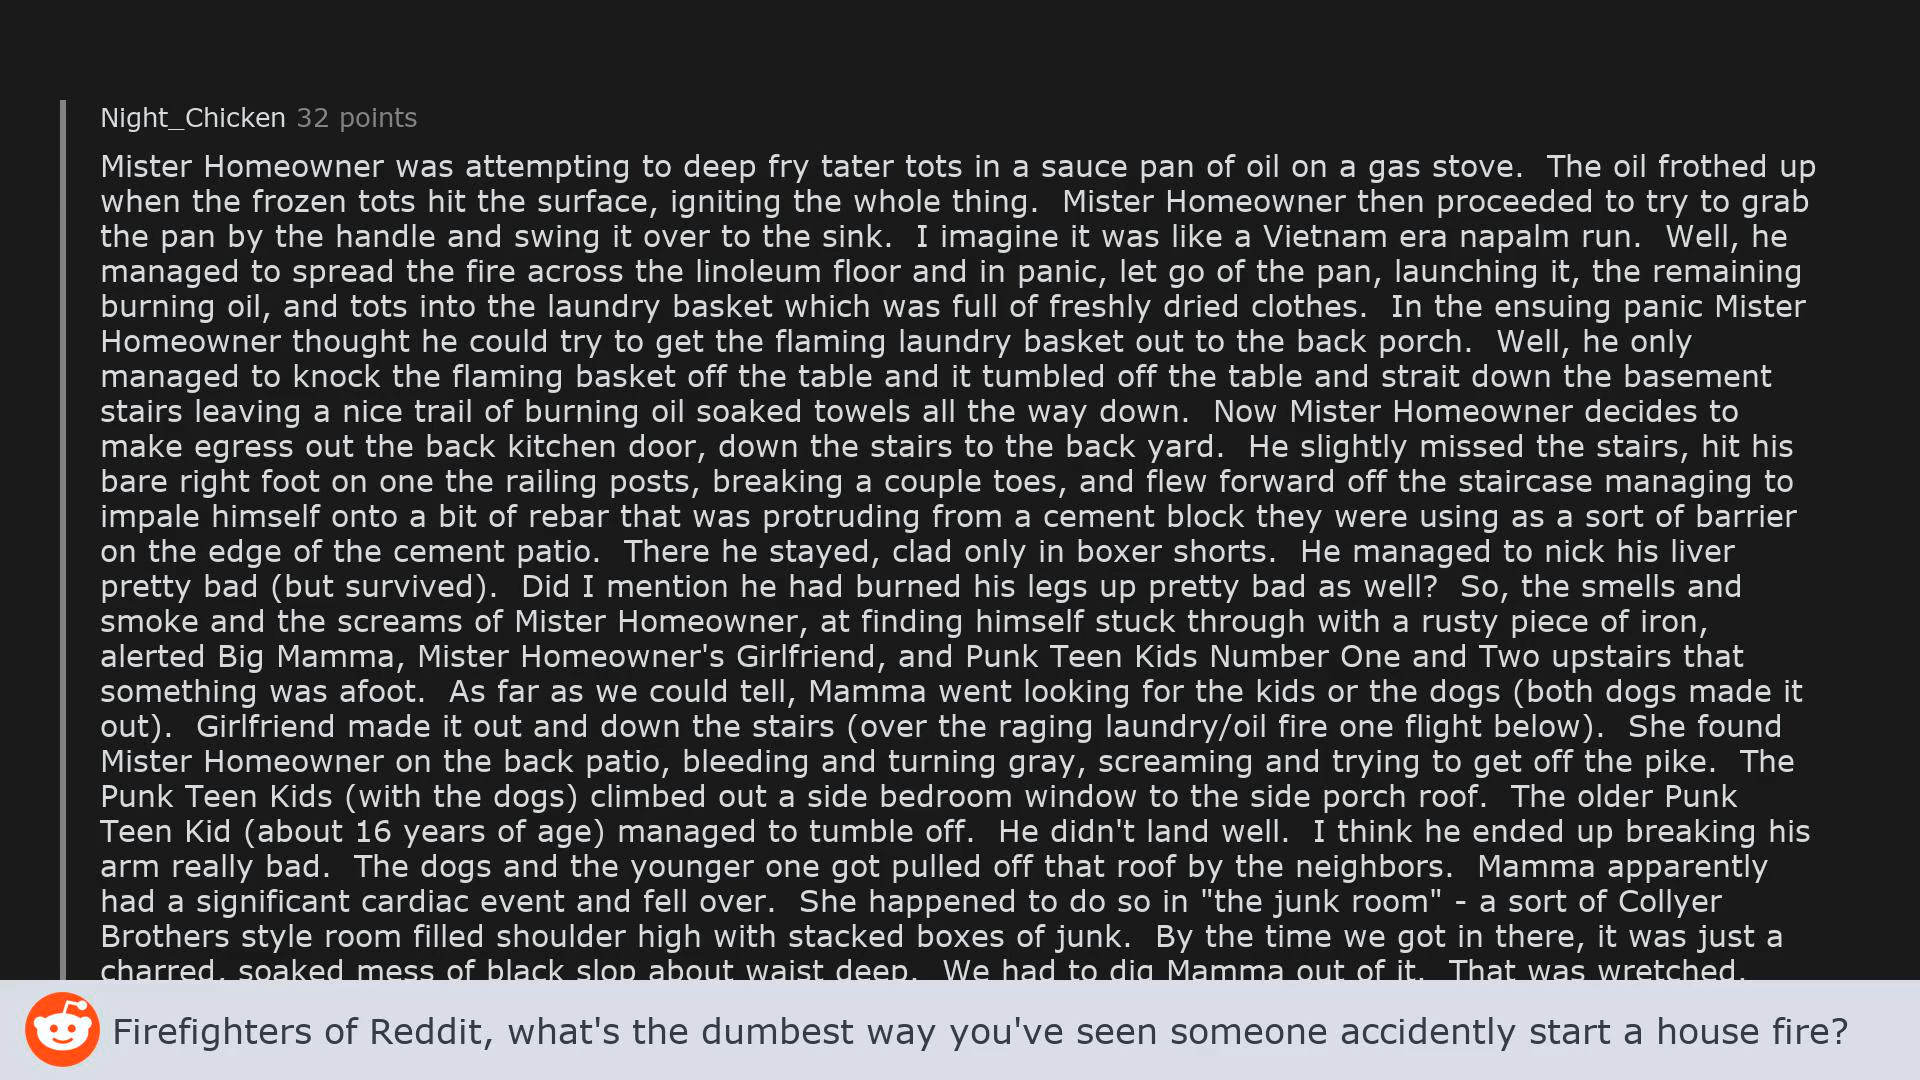 Night_Chicken 32 points
Mister Homeowner was attempting to deep fry tater tots in a sauce pan of oil on a gas stove.  The oil frothed up
when the frozen tots hit the surface, igniting the whole thing.  Mister Homeowner then proceeded to try to grab
the pan by the handle and swing it over to the sink.  I imagine it was like a Vietnam era napalm run.  Well, he
managed to spread the fire across the linoleum floor and in panic, let go of the pan, launching it, the remaining
burning oil, and tots into the laundry basket which was full of freshly dried clothes.  In the ensuing panic Mister
Homeowner thought he could try to get the flaming laundry basket out to the back porch.  Well, he only
managed to knock the flaming basket off the table and it tumbled off the table and strait down the basement
stairs leaving a nice trail of burning oil soaked towels all the way down.  Now Mister Homeowner decides to
make egress out the back kitchen door, down the stairs to the back yard.  He slightly missed the stairs, hit his
bare right foot on one the railing posts, breaking a couple toes, and flew forward off the staircase managing to
impale himself onto a bit of rebar that was protruding from a cement block they were using as a sort of barrier
on the edge of the cement patio.  There he stayed, clad only in boxer shorts.  He managed to nick his liver
pretty bad (but survived).  Did I mention he had burned his legs up pretty bad as well?  So, the smells and
smoke and the screams of Mister Homeowner, at finding himself stuck through with a rusty piece of iron,
alerted Big Mamma, Mister Homeowner's Girlfriend, and Punk Teen Kids Number One and Two upstairs that
something was afoot.  As far as we could tell, Mamma went looking for the kids or the dogs (both dogs made it
out).  Girlfriend made it out and down the stairs (over the raging laundry/oil fire one flight below).  She found
Mister Homeowner on the back patio, bleeding and turning gray, screaming and trying to get off the pike.  The
Punk Teen Kids (with the dogs) climbed out a side bedroom window to the side porch roof.  The older Punk
Teen Kid (about 16 years of age) managed to tumble off.  He didn't land well.  I think he ended up breaking his
arm really bad.  The dogs and the younger one got pulled off that roof by the neighbors.  Mamma apparently
had a significant cardiac event and fell over.  She happened to do so in "the junk room" - a sort of Collyer
Brothers style room filled shoulder high with stacked boxes of junk.  By the time we got in there, it was just a
charred, soaked mess of black slop about waist deep.  We had to dig Mamma out of it.  That was wretched.
Firefighters of Reddit, what's the dumbest way you've seen someone accidently start a house fire?